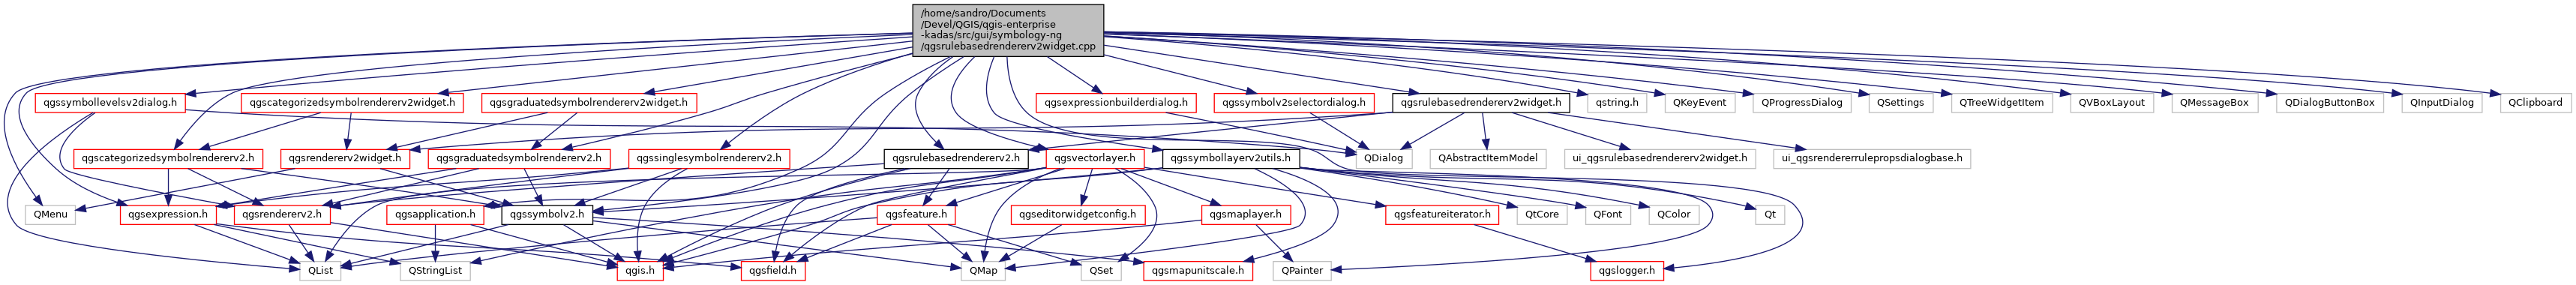 /home/sandro/Documents
/Devel/QGIS/qgis-enterprise
-kadas/src/gui/symbology-ng
/qgsrulebasedrendererv2widget.cpp
qgssymbollevelsv2dialog.h
qgscategorizedsymbolrendererv2widget.h
qgsgraduatedsymbolrendererv2widget.h
qgsexpressionbuilderdialog.h
qgssymbolv2selectordialog.h
qgsrulebasedrendererv2widget.h
qstring.h
QKeyEvent
QProgressDialog
QSettings
QTreeWidgetItem
QVBoxLayout
QMessageBox
QDialogButtonBox
QInputDialog
QClipboard
qgscategorizedsymbolrendererv2.h
qgsrendererv2widget.h
qgsgraduatedsymbolrendererv2.h
qgssinglesymbolrendererv2.h
qgsrulebasedrendererv2.h
qgsvectorlayer.h
qgssymbollayerv2utils.h
QDialog
QAbstractItemModel
ui_qgsrulebasedrendererv2widget.h
ui_qgsrendererrulepropsdialogbase.h
QMenu
qgsexpression.h
qgsrendererv2.h
qgsapplication.h
qgssymbolv2.h
qgsfeature.h
qgseditorwidgetconfig.h
qgsmaplayer.h
qgsfeatureiterator.h
QtCore
QFont
QColor
Qt
QList
QStringList
qgis.h
qgsfield.h
QMap
QSet
qgsmapunitscale.h
QPainter
qgslogger.h